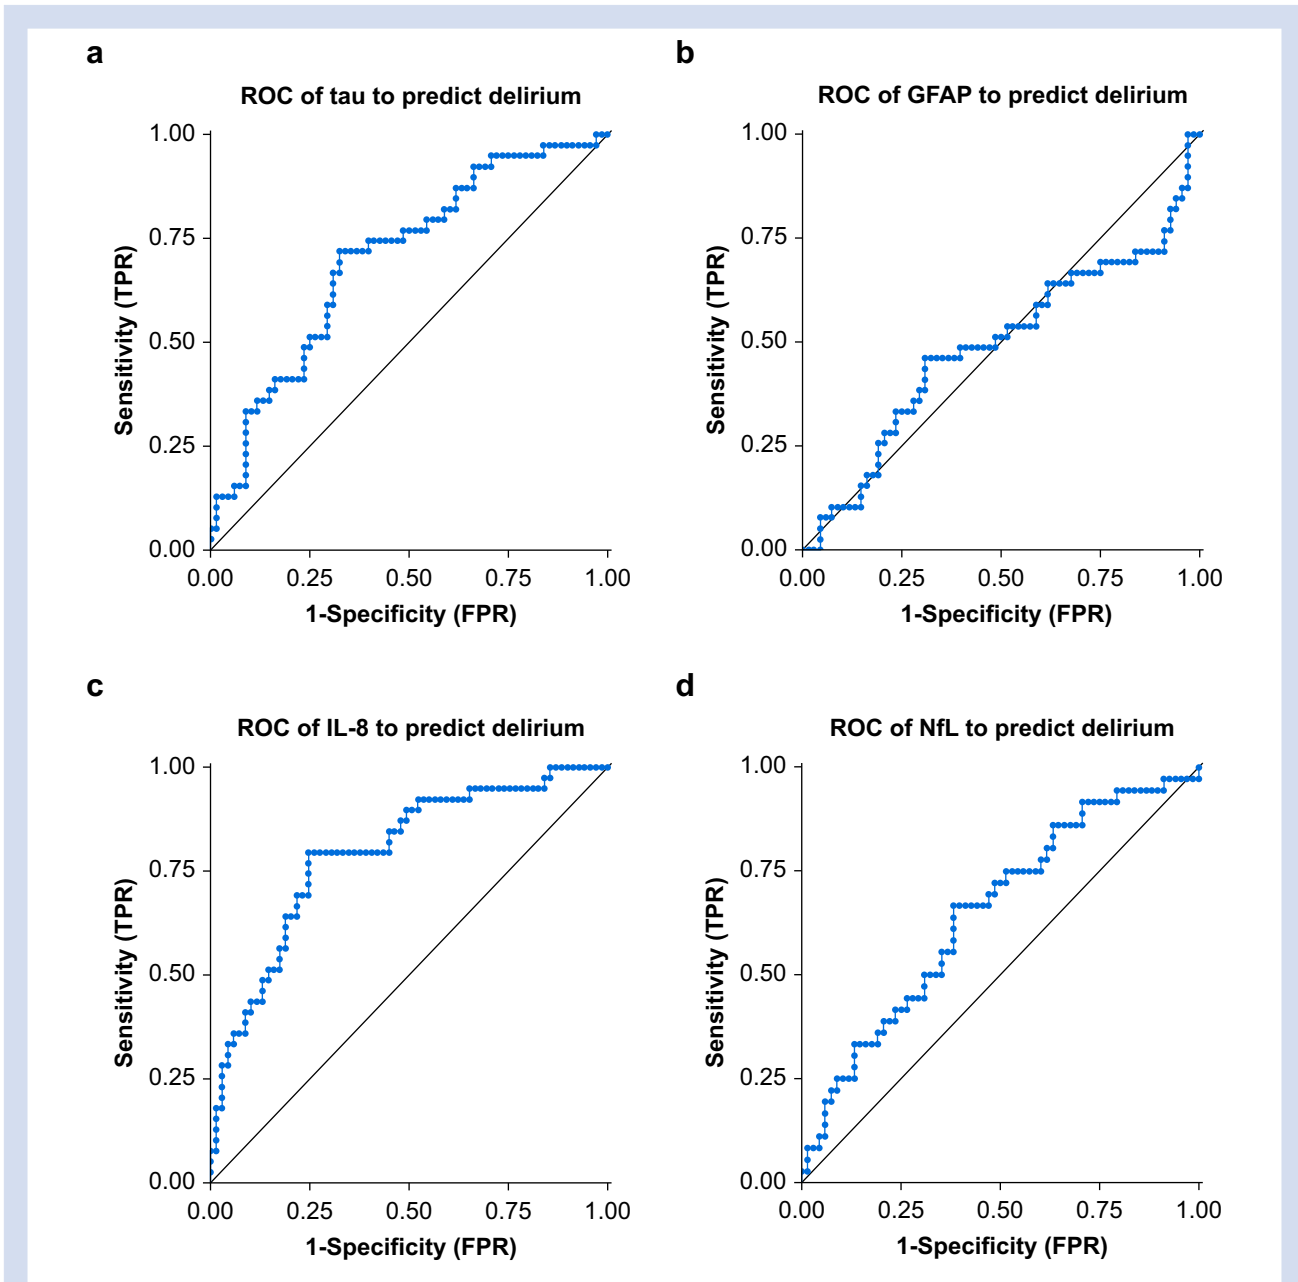 a
ROC of tau to predict delirium
1.00
0.75
0.50
0.25
0.00
Sensitivity (TPR)
0.00 0.25 0.50 0.75 1.00
1-Specificity (FPR)
b
ROC of GFAP to predict delirium
1.00
0.75
0.50
0.25
0.00
Sensitivity (TPR)
0.00 0.25 0.50 0.75 1.00
1-Specificity (FPR)
c
ROC of IL-8 to predict delirium
1.00
0.75
0.50
0.25
0.00
Sensitivity (TPR)
0.00 0.25 0.50 0.75 1.00
1-Specificity (FPR)
d
ROC of NfL to predict delirium
1.00
0.75
0.50
0.25
0.00
Sensitivity (TPR)
0.00 0.25 0.50 0.75 1.00
1-Specificity (FPR)